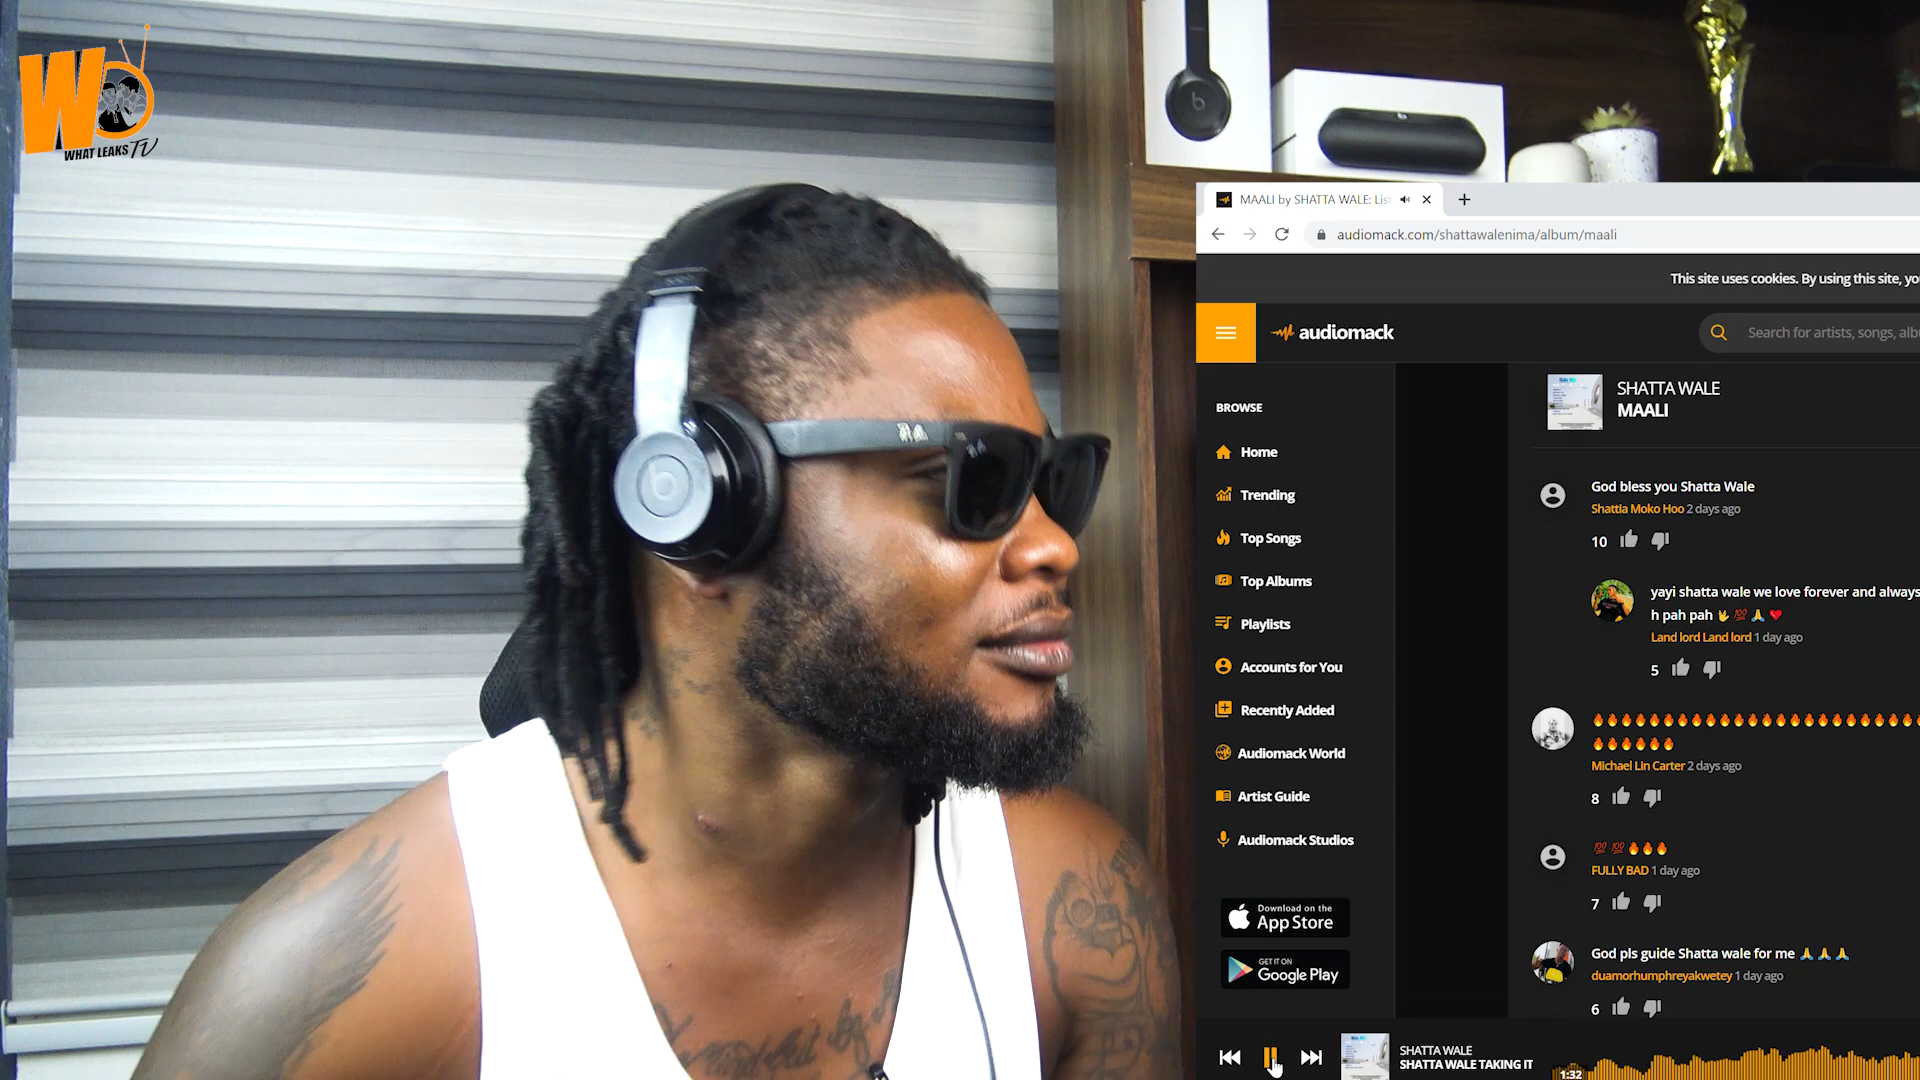 W
WHAT LEAKS TV
MAALI by SHATTA WALE: Lis
audiomack.com/shattawalenima/album/maali
This site uses cookies. By using this site, yo
audiomack
Search for artists, songs, alb
BROWSE
Home
Trending
Top Songs
Top Albums
Playlists
Accounts for You
Recently Added
Audiomack World
Artist Guide
Audiomack Studios
Download on the
App Store
GET IT ON
Google Play
SHATTA WALE
MAALI
God bless you Shatta Wale
Shattia Moko Hoo 2 days ago
10
yayi shatta wale we love forever and always
h pah pah 🖖 💯 🙏 ❤️
Land lord Land lord 1 day ago
5
🔥🔥🔥🔥🔥🔥🔥🔥🔥🔥🔥🔥🔥🔥🔥🔥🔥🔥🔥🔥🔥🔥🔥🔥
🔥🔥🔥🔥🔥🔥
Michael Lin Carter 2 days ago
8
💯 💯 🔥 🔥 🔥
FULLY BAD 1 day ago
7
God pls guide Shatta wale for me 🙏 🙏 🙏
duamorhumphreyakwetey 1 day ago
6
SHATTA WALE
SHATTA WALE TAKING IT
1:32